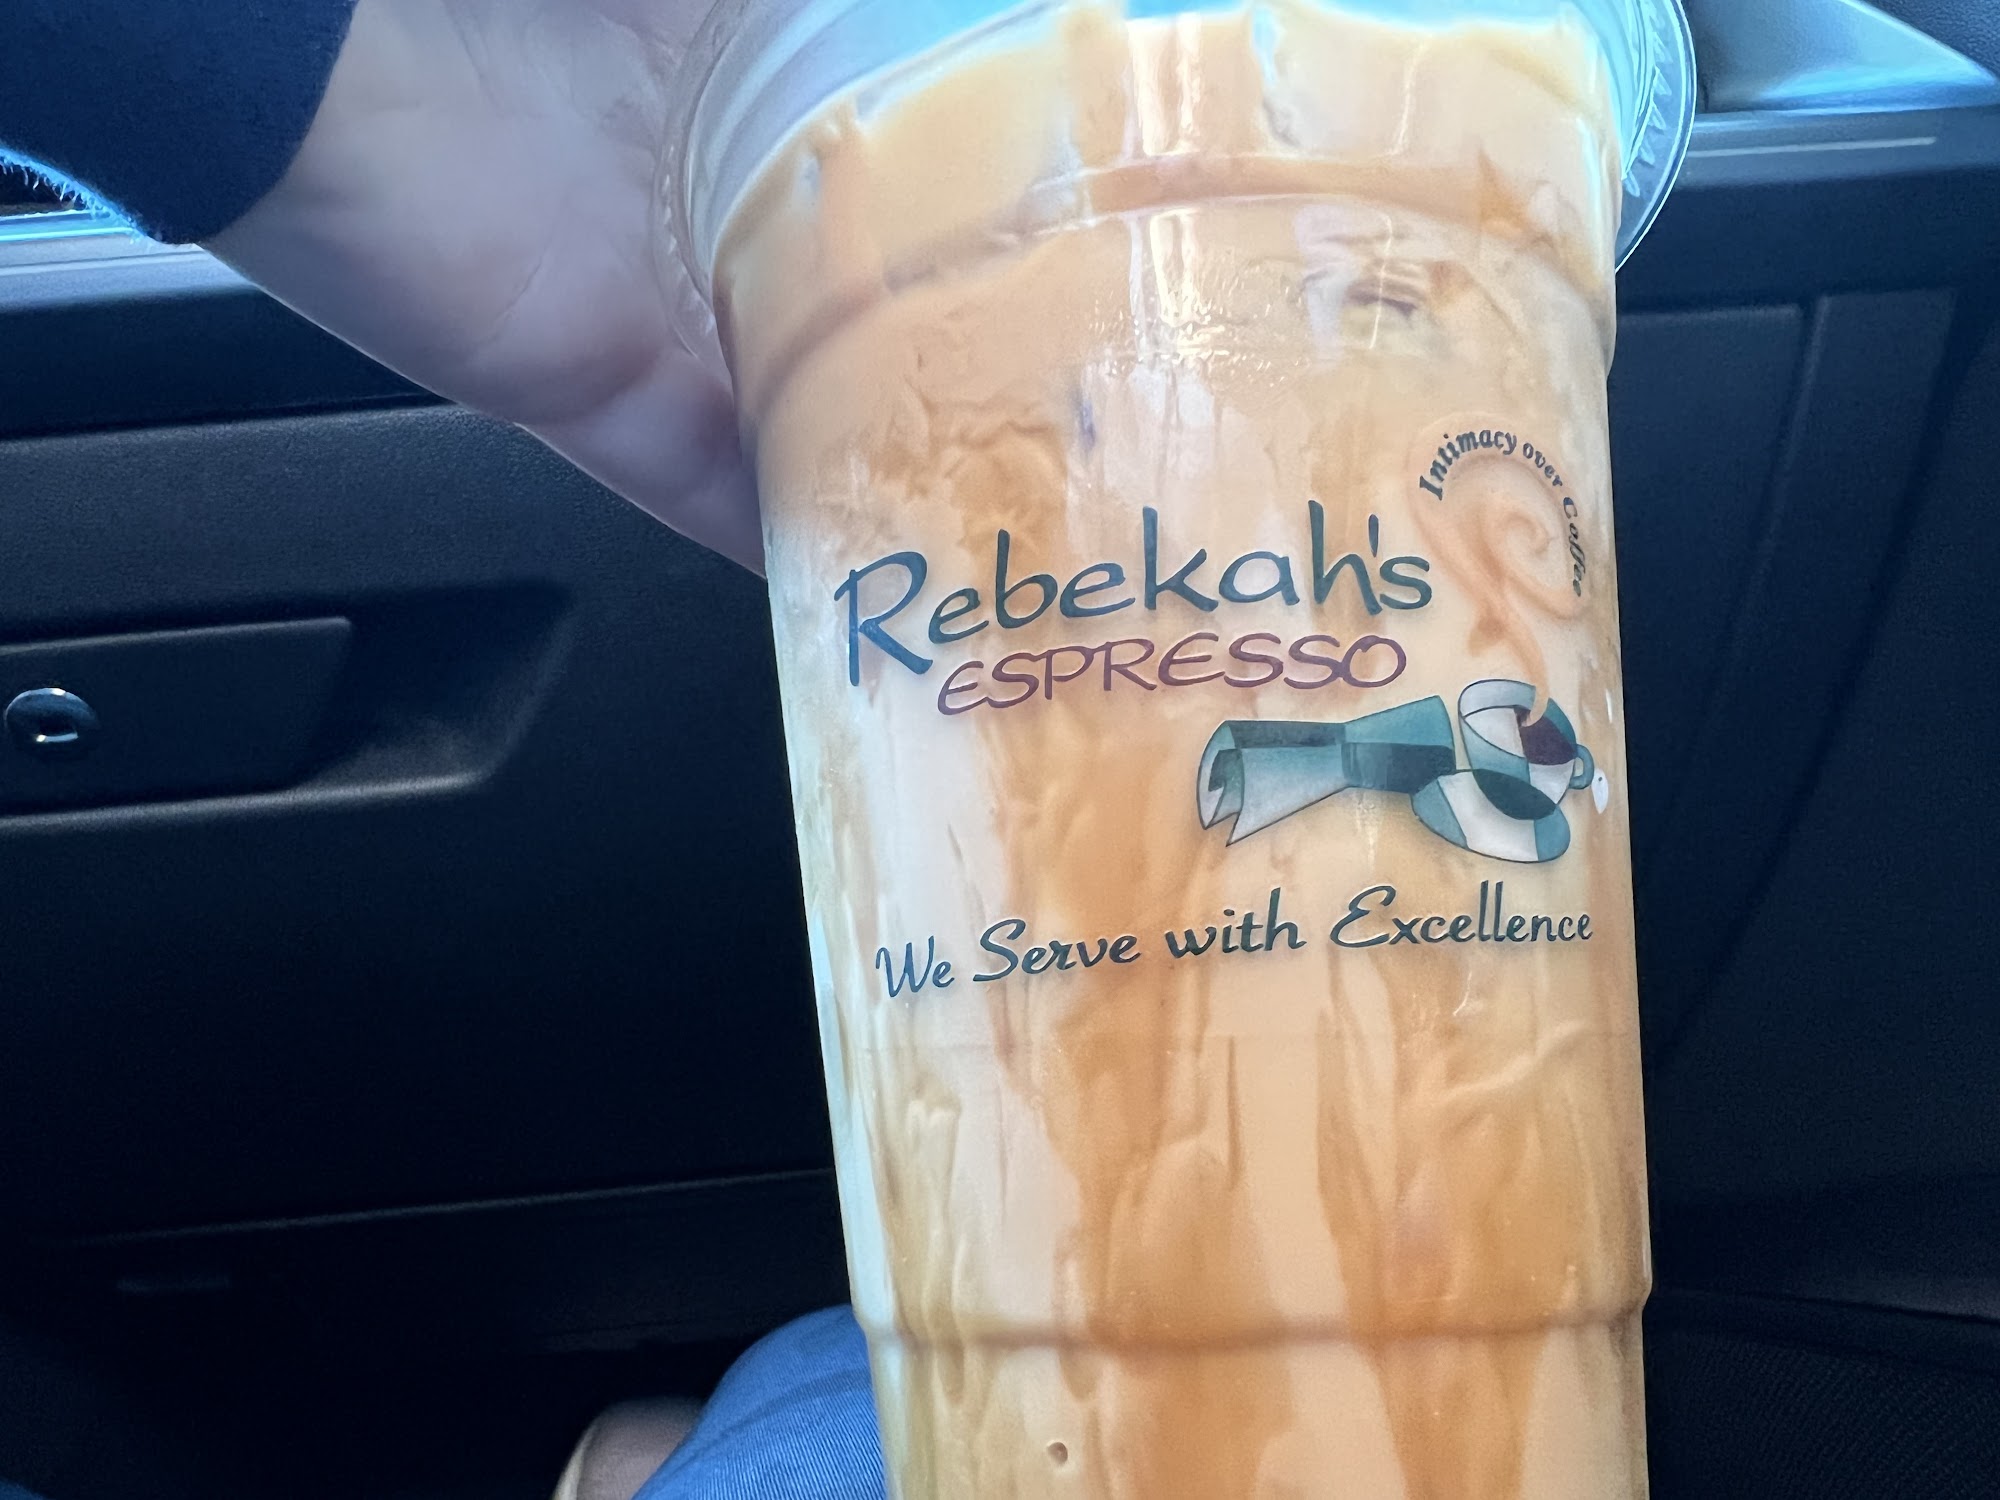 Intimacy over Coffee
Rebekah's
ESPRESSO
We Serve with Excellence